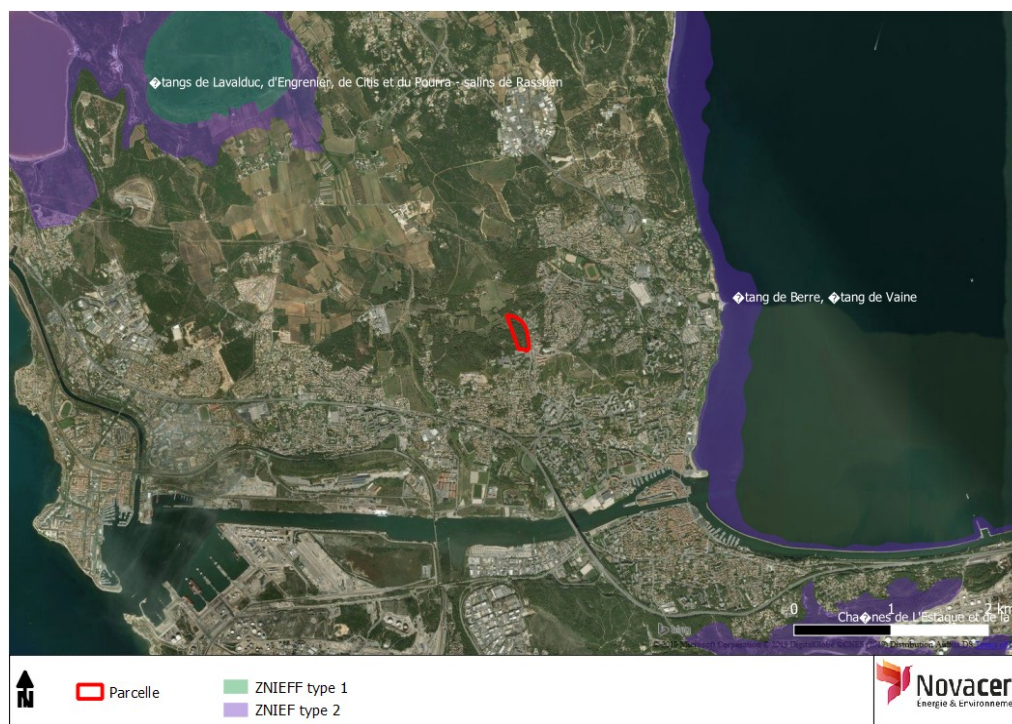 �tangs de Lavalduc, d'Engrenier, de Citis et du Pourra - salins de Rassuen
�tang de Berre, �tang de Vaine
0 1 2 km
Cha�nes de L'Estaque et de la
N
Parcelle
ZNIEFF type 1
ZNIEF type 2
Novacer
Énergie & Environneme